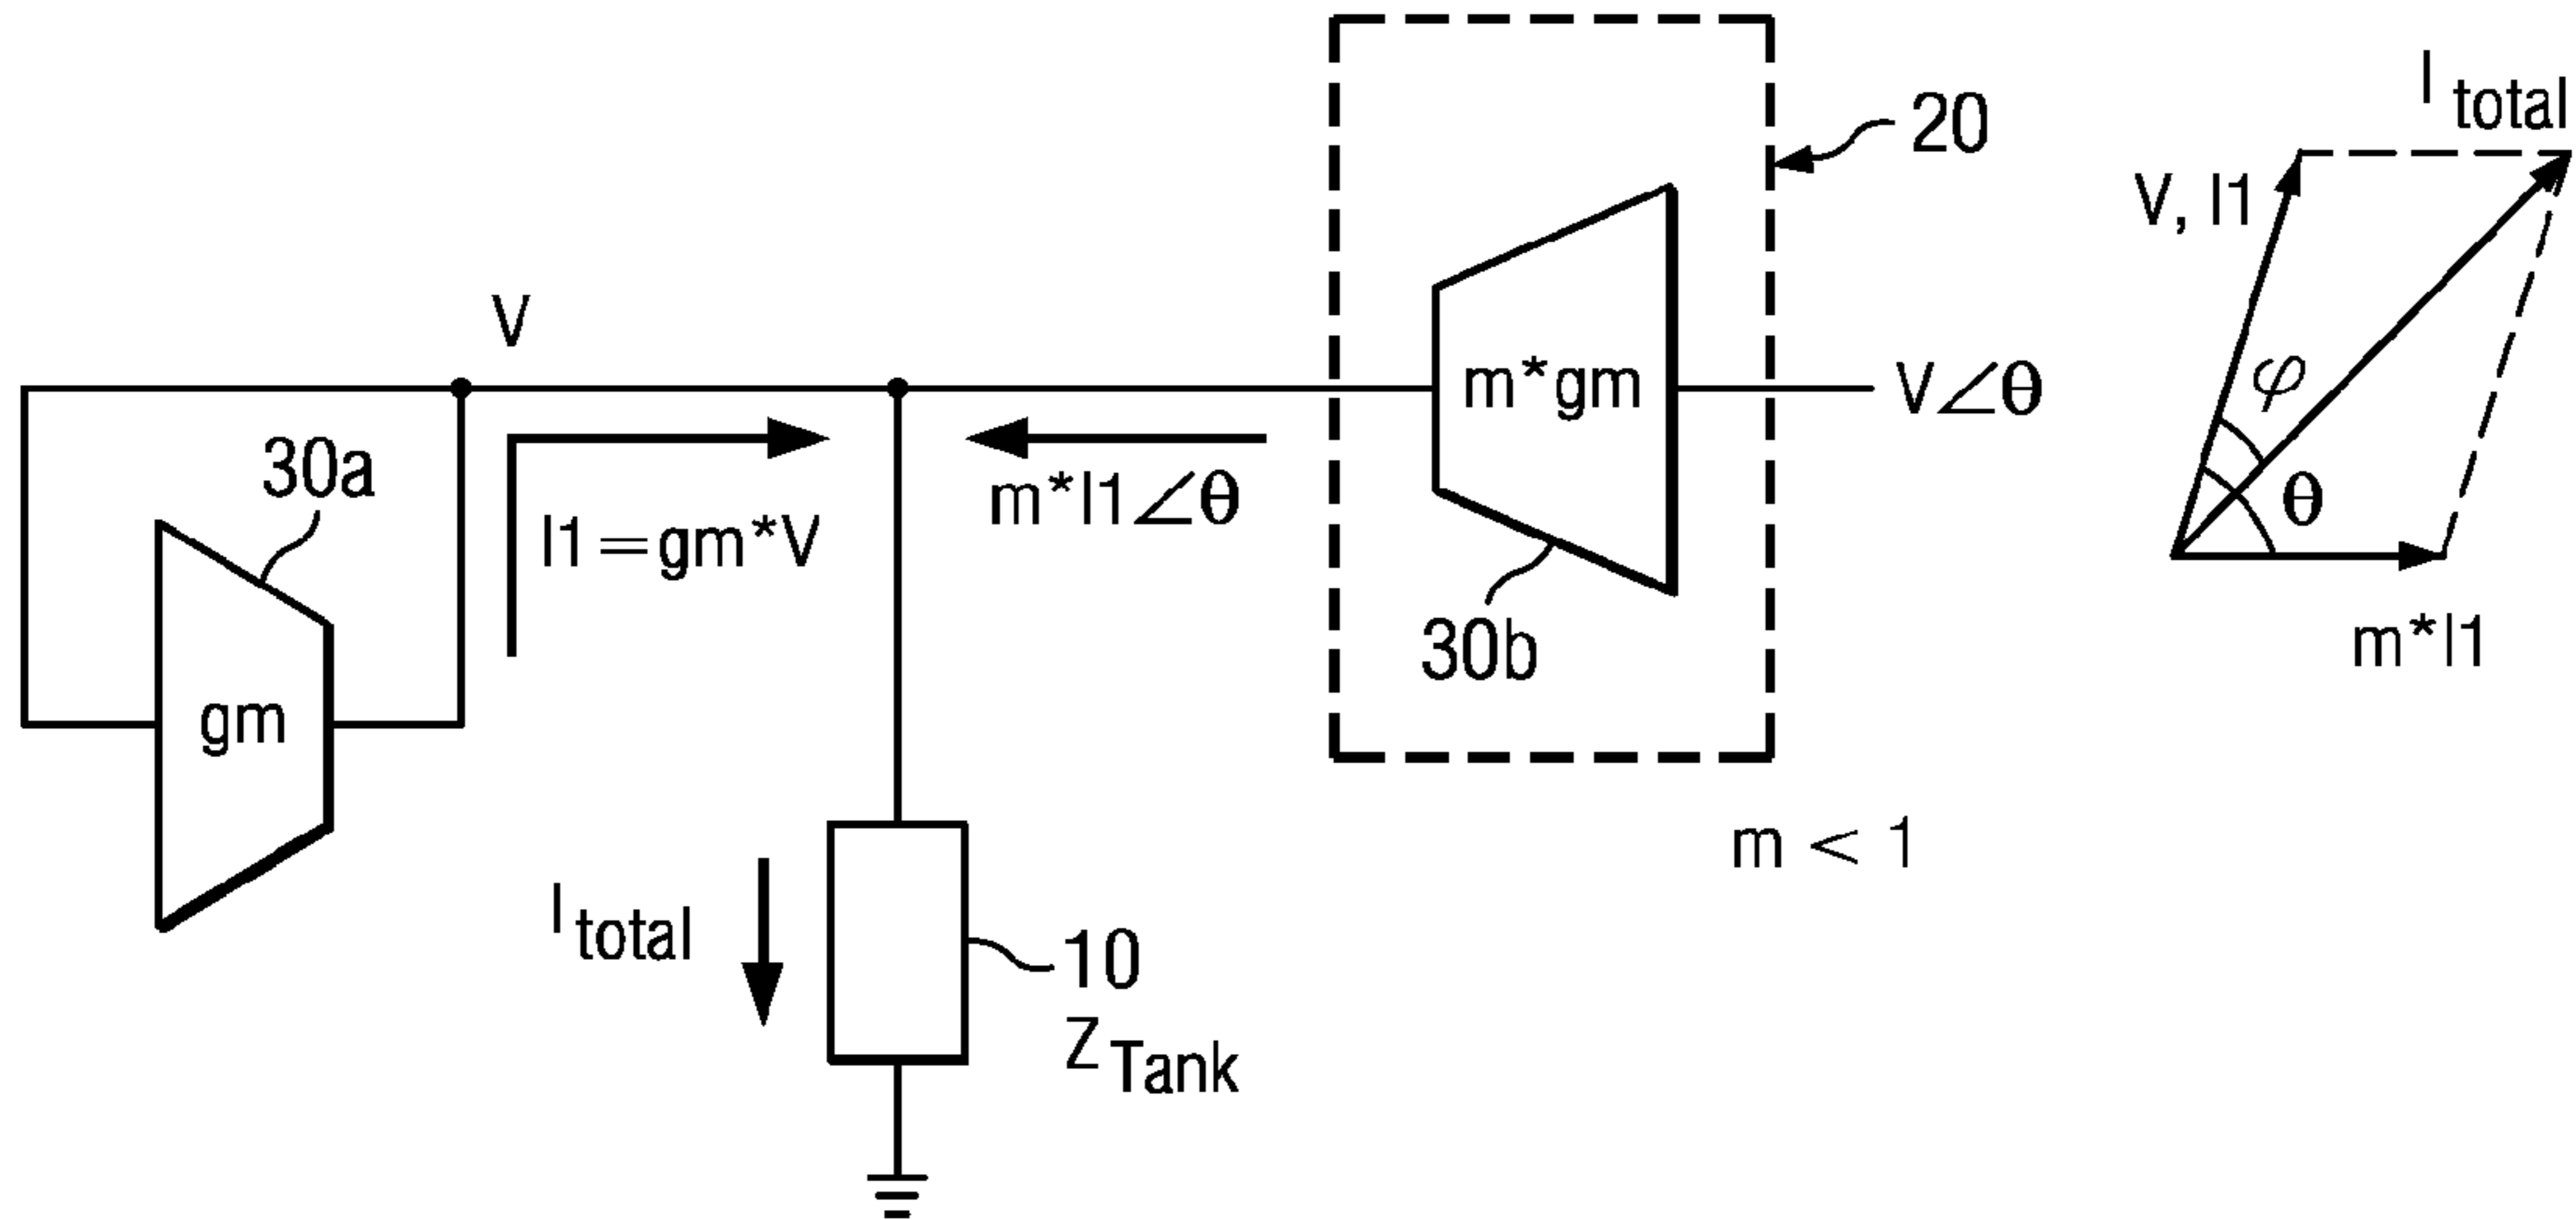 V
30a
gm
I1=gm*V
m*I1∠θ
I total
10
Z Tank
m*gm
30b
20
V∠θ
m < 1
I total
V, I1
φ
θ
m*I1